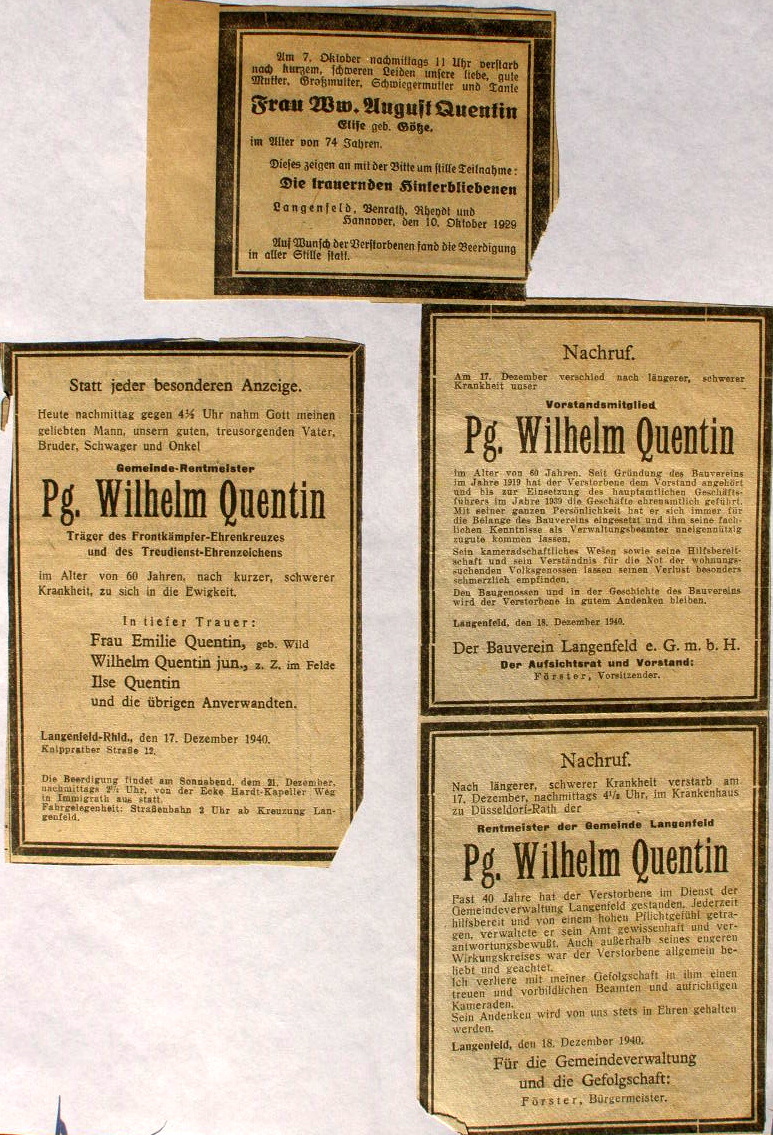 Am 7. Oktober nachmittags 11 Uhr verstarb
nach kurzem, schweren Leiden unsere liebe, gute
Mutter, Großmutter, Schwiegermutter und Tante
Frau Ww. August Quentin
Elise geb. Götze,
im Alter von 74 Jahren.
Dieses zeigen an mit der Bitte um stille Teilnahme:
Die trauernden Hinterbliebenen
Langenfeld, Benrath, Rheydt und
Hannover, den 10. Oktober 1929
Auf Wunsch der Verstorbenen fand die Beerdigung
in aller Stille statt.
Statt jeder besonderen Anzeige.
Heute nachmittag gegen 4½ Uhr nahm Gott meinen
geliebten Mann, unsern guten, treusorgenden Vater,
Bruder, Schwager und Onkel
Gemeinde-Rentmeister
Pg. Wilhelm Quentin
Träger des Frontkämpfer-Ehrenkreuzes
und des Treudienst-Ehrenzeichens
im Alter von 60 Jahren, nach kurzer, schwerer
Krankheit, zu sich in die Ewigkeit.
In tiefer Trauer:
Frau Emilie Quentin, geb. Wild
Wilhelm Quentin jun., z. Z. im Felde
Ilse Quentin
und die übrigen Anverwandten.
Langenfeld-Rhld., den 17. Dezember 1940.
Knipprather Straße 12.
Die Beerdigung findet am Sonnabend, dem 21. Dezember,
nachmittags 2½ Uhr, von der Ecke Hardt-Kapeller Weg
in Immigrath aus statt.
Fahrgelegenheit: Straßenbahn 2 Uhr ab Kreuzung Lan-
genfeld.
Nachruf.
Am 17. Dezember verschied nach längerer, schwerer
Krankheit unser
Vorstandsmitglied
Pg. Wilhelm Quentin
im Alter von 60 Jahren. Seit Gründung des Bauvereins
im Jahre 1919 hat der Verstorbene dem Vorstand angehört
und bis zur Einsetzung des hauptamtlichen Geschäfts-
führers im Jahre 1939 die Geschäfte ehrenamtlich geführt.
Mit seiner ganzen Persönlichkeit hat er sich immer für
die Belange des Bauvereins eingesetzt und ihm seine fach-
lichen Kenntnisse als Verwaltungsbeamter uneigennützig
zugute kommen lassen.
Sein kameradschaftliches Wesen sowie seine Hilfsbereit-
schaft und sein Verständnis für die Not der wohnungs-
suchenden Volksgenossen lassen seinen Verlust besonders
schmerzlich empfinden.
Den Baugenossen und in der Geschichte des Bauvereins
wird der Verstorbene in gutem Andenken bleiben.
Langenfeld, den 18. Dezember 1940.
Der Bauverein Langenfeld e. G. m. b. H.
Der Aufsichtsrat und Vorstand:
Förster, Vorsitzender.
Nachruf.
Nach längerer, schwerer Krankheit verstarb am
17. Dezember, nachmittags 4½ Uhr, im Krankenhaus
zu Düsseldorf-Rath der
Rentmeister der Gemeinde Langenfeld
Pg. Wilhelm Quentin
Fast 40 Jahre hat der Verstorbene im Dienst der
Gemeindeverwaltung Langenfeld gestanden. Jederzeit
hilfsbereit und von einem hohen Pflichtgefühl getra-
gen, verwaltete er sein Amt gewissenhaft und ver-
antwortungsbewußt. Auch außerhalb seines engeren
Wirkungskreises war der Verstorbene allgemein be-
liebt und geachtet.
Ich verliere mit meiner Gefolgschaft in ihm einen
treuen und vorbildlichen Beamten und aufrichtigen
Kameraden.
Sein Andenken wird von uns stets in Ehren gehalten
werden.
Langenfeld, den 18. Dezember 1940.
Für die Gemeindeverwaltung
und die Gefolgschaft:
Förster, Bürgermeister.